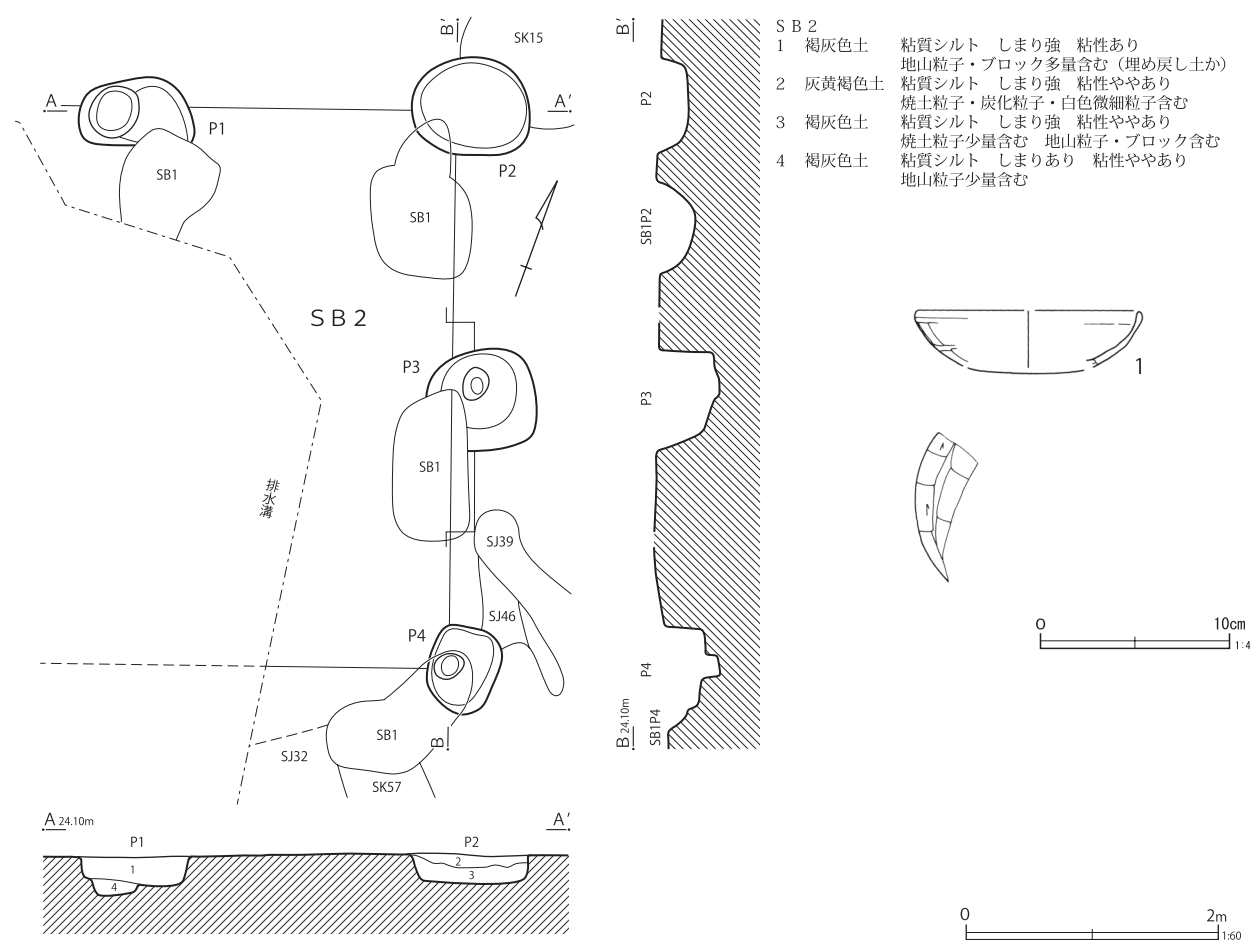 SB2
1 褐灰色土 粘質シルト しまり強 粘性あり
地山粒子・ブロック多量含む（埋め戻し土か）
2 灰黄褐色土 粘質シルト しまり強 粘性ややあり
焼土粒子・炭化粒子・白色微細粒子含む
3 褐灰色土 粘質シルト しまり強 粘性ややあり
焼土粒子少量含む 地山粒子・ブロック含む
4 褐灰色土 粘質シルト しまりあり 粘性ややあり
地山粒子少量含む
B′
SK15
A
A′
P1
P2
SB1
SB1
SB2
P3
SB1
排水溝
SJ39
SJ46
P4
SB1
B
SJ32
SK57
B′
P2
SB1P2
P3
P4
SB1P4
B 24.10m
A 24.10m
A′
P1
P2
1
4
2
3
1
0 10cm
1:4
0 2m
1:60